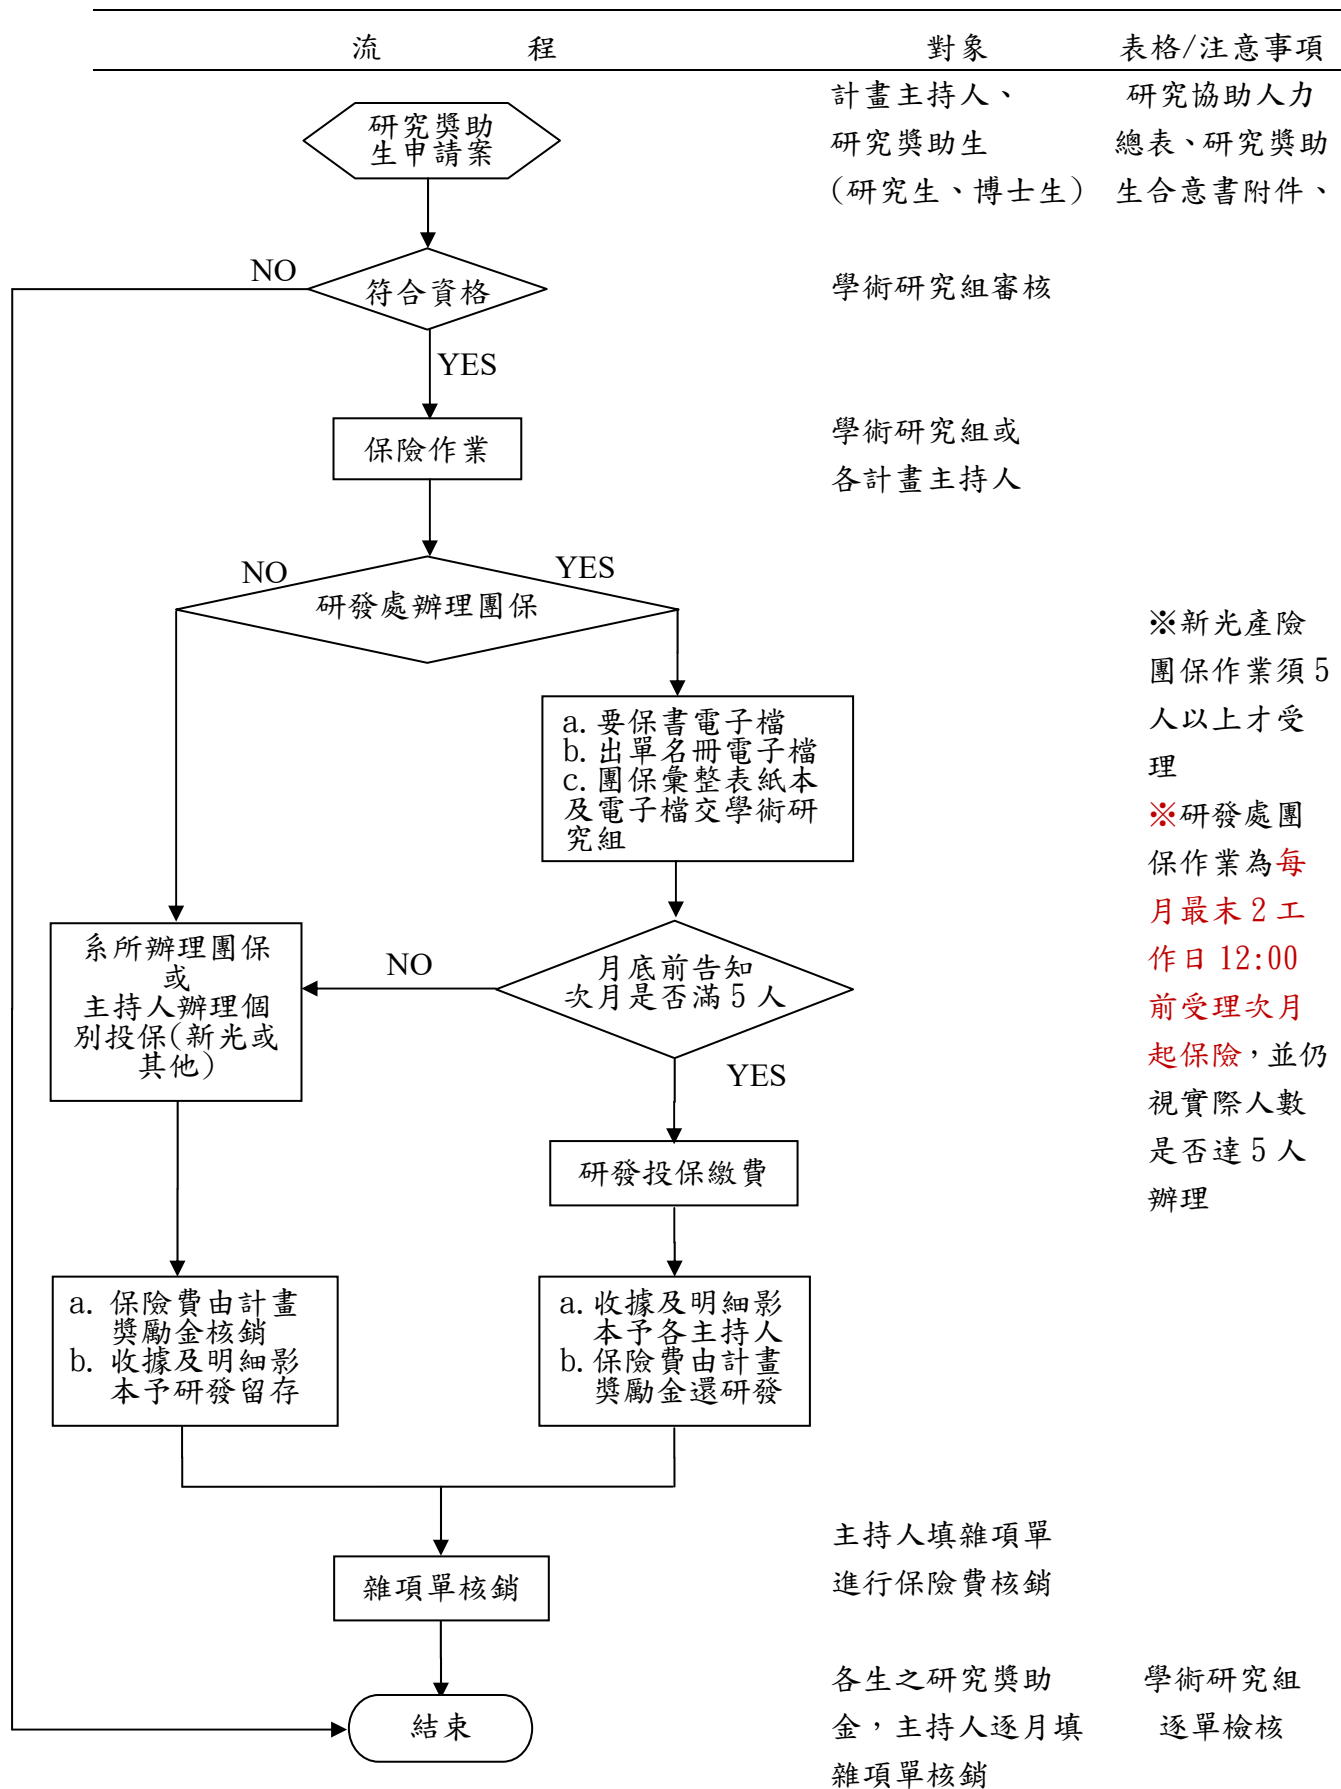 流　　　　程　對象　表格/注意事項
研究獎助
生申請案
計畫主持人、
研究獎助生
(研究生、博士生)
研究協助人力
總表、研究獎助
生合意書附件、
NO
符合資格
學術研究組審核
YES
保險作業
學術研究組或
各計畫主持人
NO
YES
研發處辦理團保
※新光產險
團保作業須5
人以上才受
理
※研發處團
保作業為每
月最末2工
作日12:00
前受理次月
起保險，並仍
視實際人數
是否達5人
辦理
a.要保書電子檔
b.出單名冊電子檔
c.團保彙整表紙本
及電子檔交學術研
究組
系所辦理團保
或
主持人辦理個
別投保(新光或
其他)
NO
月底前告知
次月是否滿5人
YES
研發投保繳費
a. 保險費由計畫
獎勵金核銷
b. 收據及明細影
本予研發留存
a.收據及明細影
本予各主持人
b.保險費由計畫
獎勵金還研發
雜項單核銷
主持人填雜項單
進行保險費核銷
結束
各生之研究獎助
金，主持人逐月填
雜項單核銷
學術研究組
逐單檢核